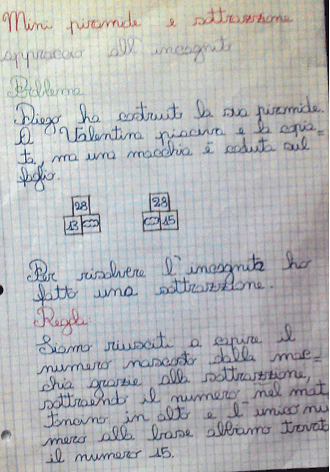 Mini piramide e sottrazione
approccio all'incognita
Problema
Diego ha costruito la sua piramide.
A Valentina piaceva e la copia=
ta, ma una macchia è caduta sul
foglio.
28 28
13 15
Per risolvere l'incognita ho
fatto una sottrazione.
Regola:
Siamo riusciti a capire il
numero nascosto dalla mac=
chia grazie alla sottrazione,
sottraendo il numero nel mat
toncino in alto e l'unico nu
mero alla base abbiamo trovato
il numero 15.